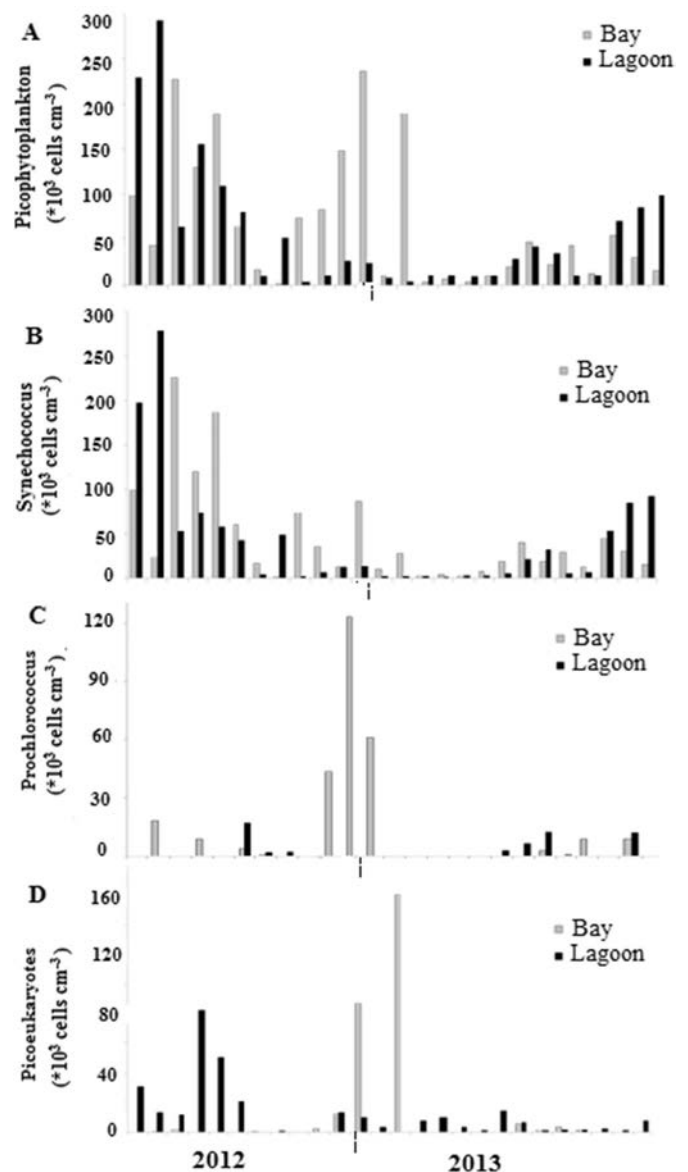 A
Picophytoplankton
(*10³ cells cm⁻³)
300
250
200
150
100
50
0
Bay
Lagoon
B
Synechococcus
(*10³ cells cm⁻³)
300
300
200
100
50
0
Bay
Lagoon
C
Prochlorococcus
(*10³ cells cm⁻³)
120
90
60
30
0
Bay
Lagoon
D
Picoeukaryotes
(*10³ cells cm⁻³)
160
120
80
40
0
Bay
Lagoon
2012
2013